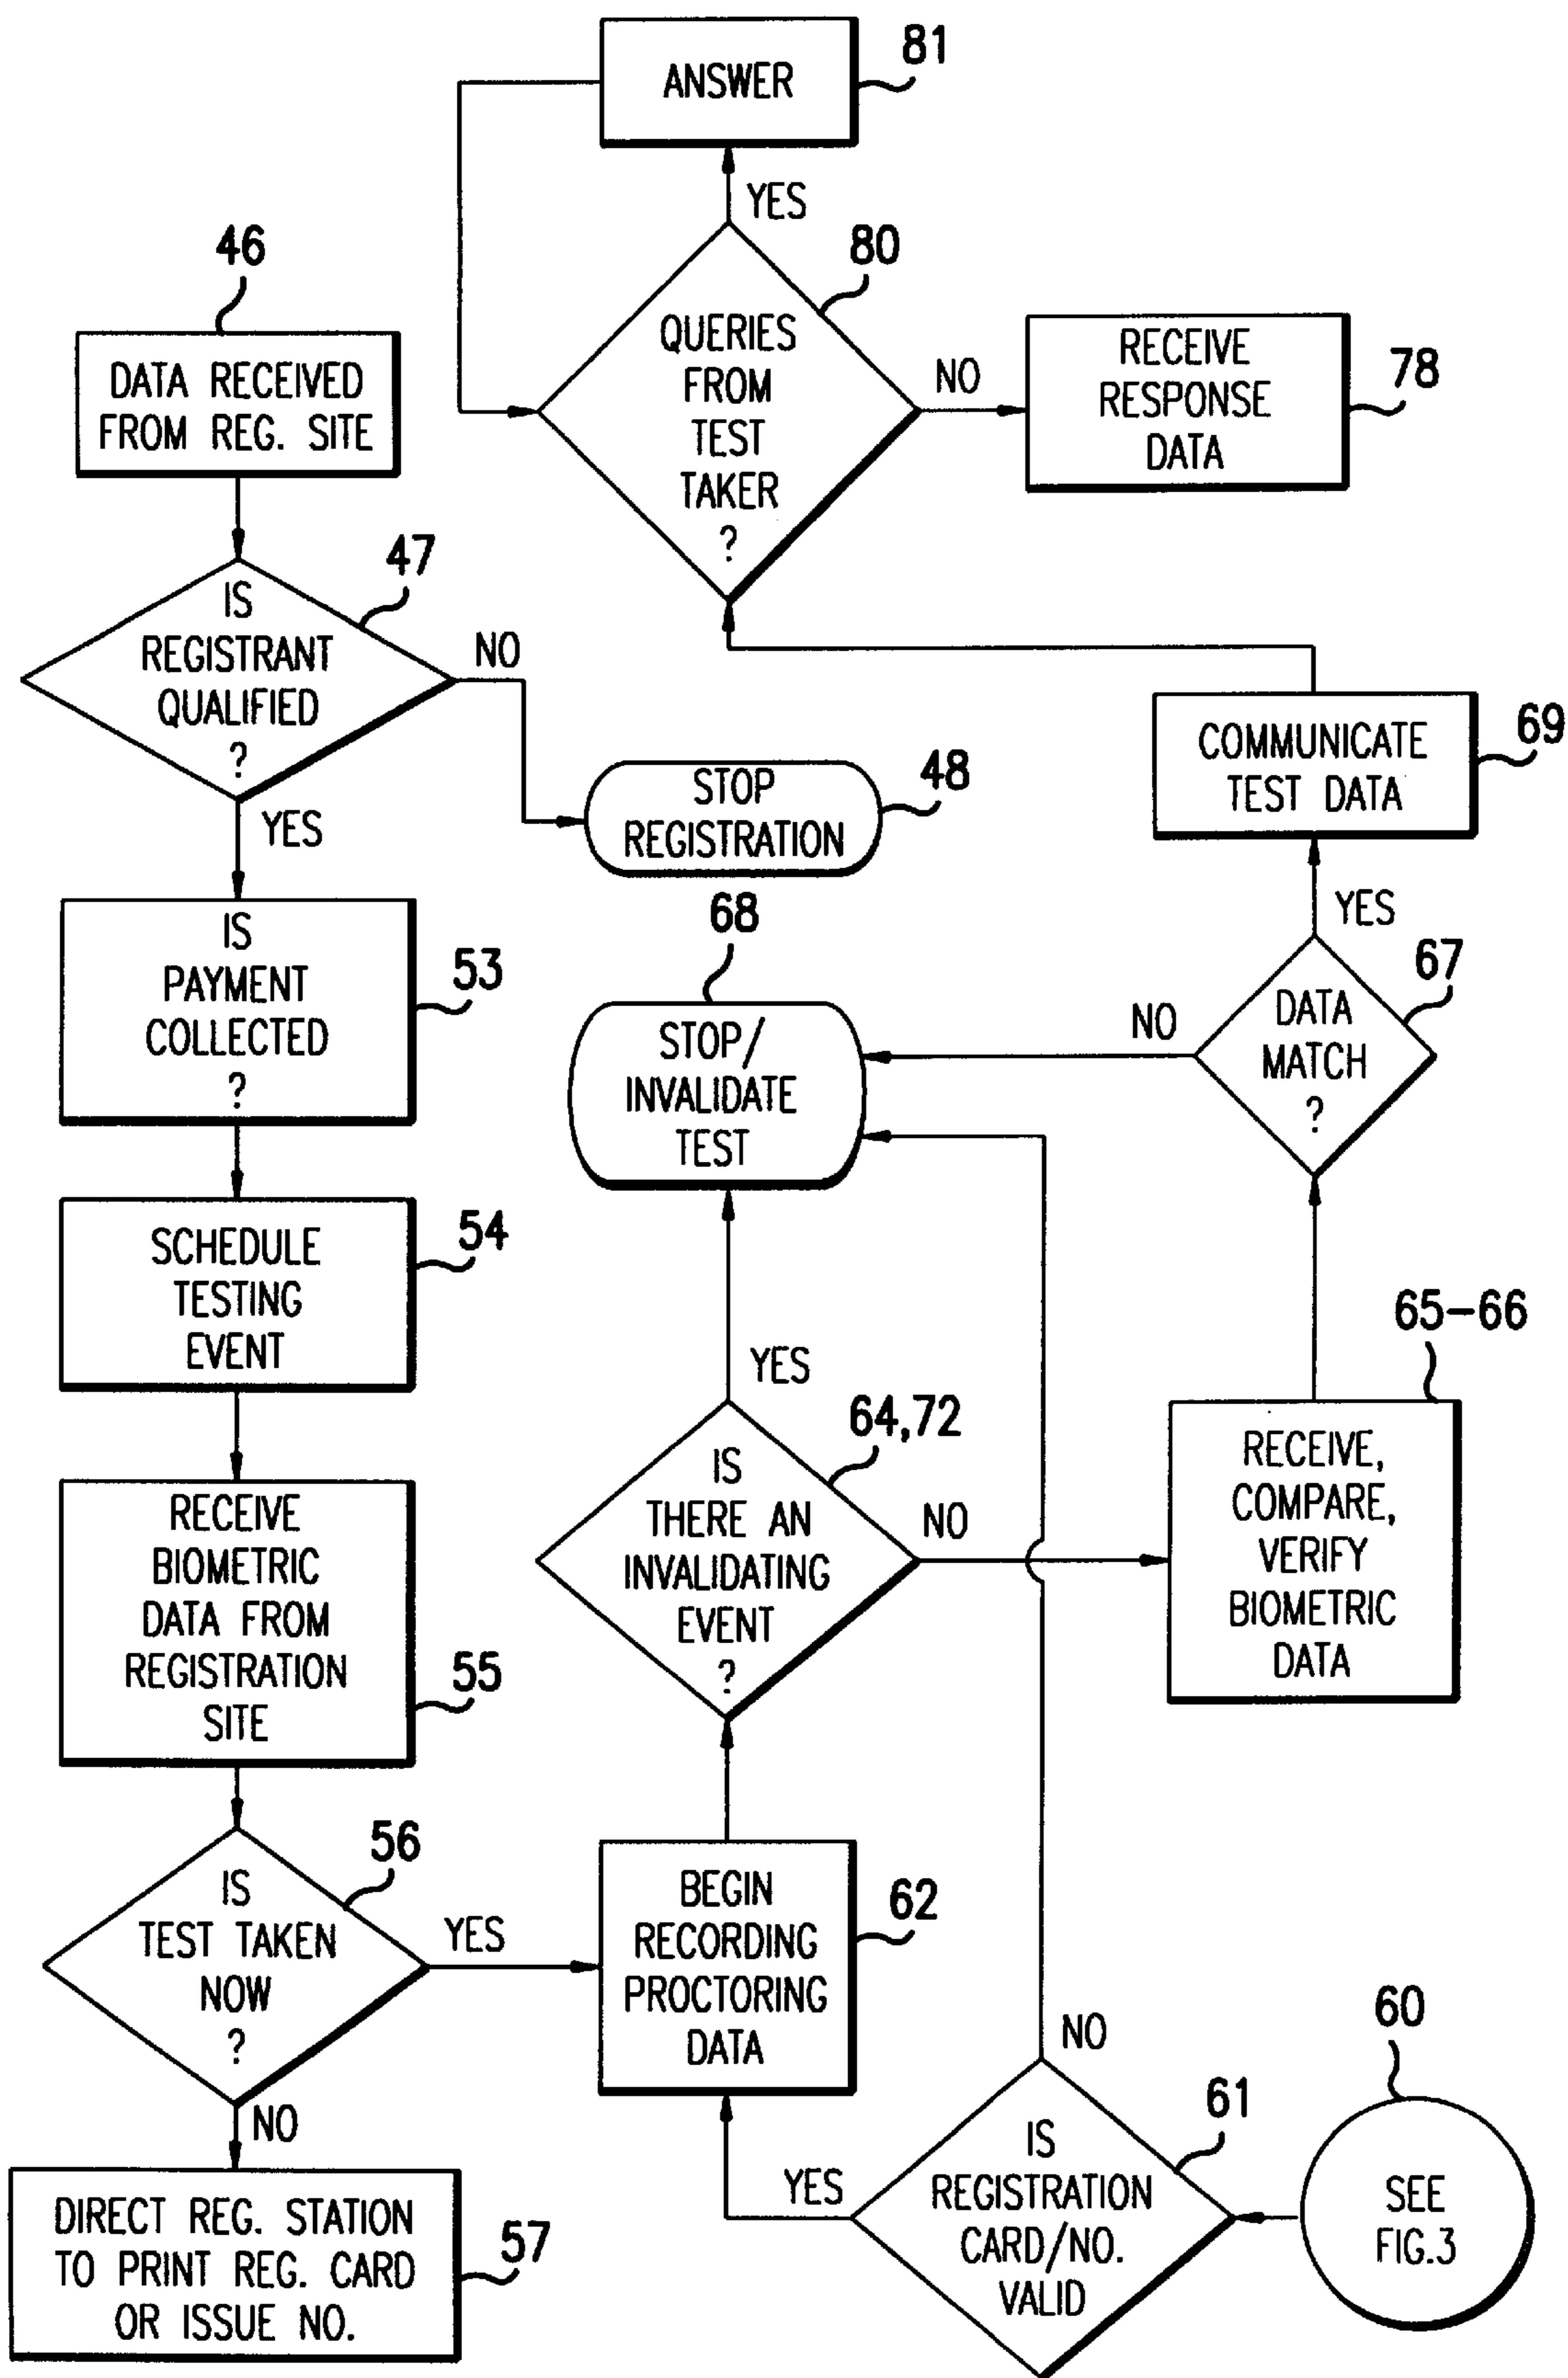 81
ANSWER
YES
80
QUERIES
FROM
TEST
TAKER
?
NO
RECEIVE
RESPONSE
DATA
78
46
DATA RECEIVED
FROM REG. SITE
47
IS
REGISTRANT
QUALIFIED
?
NO
YES
STOP
REGISTRATION
48
COMMUNICATE
TEST DATA
69
YES
IS
PAYMENT
COLLECTED
?
53
68
STOP/
INVALIDATE
TEST
NO
DATA
MATCH
?
67
SCHEDULE
TESTING
EVENT
54
YES
64,72
IS
THERE AN
INVALIDATING
EVENT
?
NO
65-66
RECEIVE,
COMPARE,
VERIFY
BIOMETRIC
DATA
RECEIVE
BIOMETRIC
DATA FROM
REGISTRATION
SITE
55
56
IS
TEST TAKEN
NOW
?
YES
NO
BEGIN
RECORDING
PROCTORING
DATA
62
DIRECT REG. STATION
TO PRINT REG. CARD
OR ISSUE NO.
57
NO
YES
61
IS
REGISTRATION
CARD/NO.
VALID
60
SEE
FIG.3